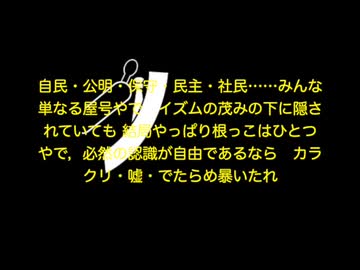 自民・公明・保守・民主・社民……みんな
単なる屋号やで イズムの茂みの下に隠さ
れていても 結局やっぱり根っこはひとつ
やで，必然の認識が自由であるなら　カラ
クリ・嘘・でたらめ暴いたれ